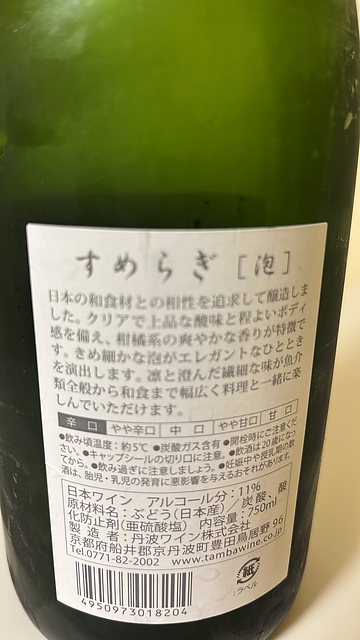 すめらぎ［泡］
日本の和食材との相性を追求して醸造しま
した。クリアで上品な酸味と程よいボディ
感を備え、柑橘系の爽やかな香りが特徴で
す。きめ細かな泡がエレガントなひととき
を演出します。凛と澄んだ繊細な味が魚介
類全般から和食まで幅広く料理と一緒に楽
しんでいただけます。
辛口 やや辛口 中口 やや甘口 甘口
●飲み頃温度：約5℃ ●炭酸ガス含有 ●開栓時にご注意くだ
さい。●キャップシールの切り口に注意。●飲酒は20歳になっ
てから。●飲み過ぎに注意しましょう。●妊娠中や授乳期の飲
酒は、胎児・乳児の発育に悪影響を与えるおそれがあります。
日本ワイン アルコール分：11%
原材料名：ぶどう（日本産）、炭酸、酸
化防止剤（亜硫酸塩） 内容量：750ml
製造者：丹波ワイン株式会社
京都府船井郡京丹波町豊田鳥居野96
Tel.0771-82-2002 www.tambawine.co.jp
4950973018204
紙
：ラベル